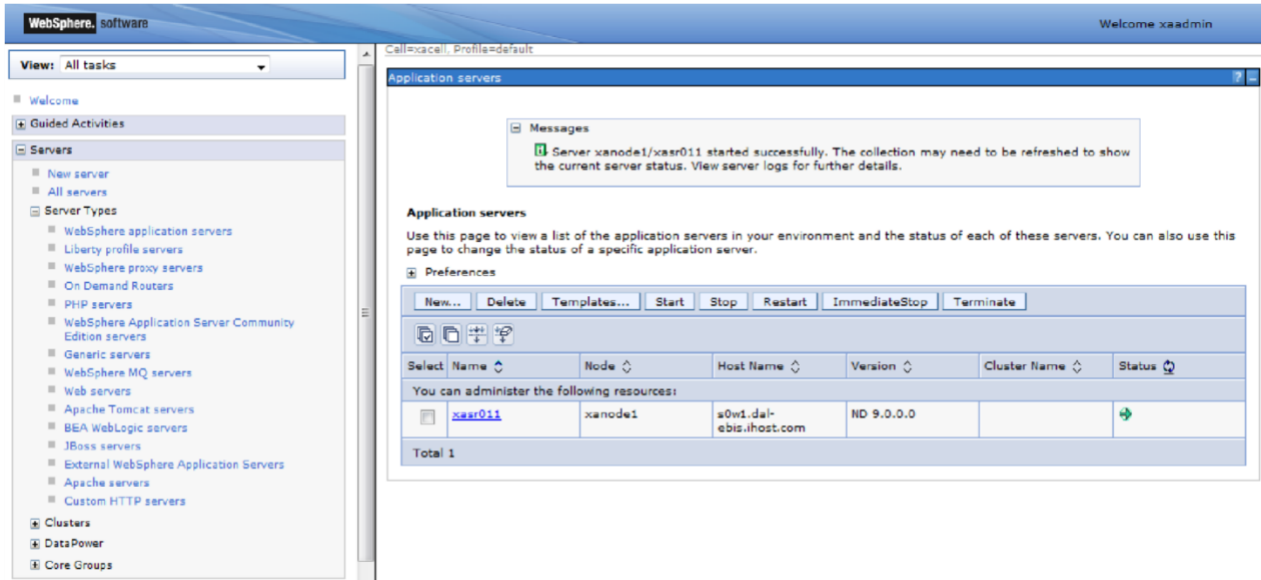 WebSphere. software
Welcome xaadmin
View: All tasks
Welcome
Guided Activities
Servers
New server
All servers
Server Types
WebSphere application servers
Liberty profile servers
WebSphere proxy servers
On Demand Routers
PHP servers
WebSphere Application Server Community
Edition servers
Generic servers
WebSphere MQ servers
Web servers
Apache Tomcat servers
BEA WebLogic servers
JBoss servers
External WebSphere Application Servers
Apache servers
Custom HTTP servers
Clusters
DataPower
Core Groups
Cell=xacell, Profile=default
Application servers
?
Messages
Server xanode1/xasr011 started successfully. The collection may need to be refreshed to show
the current server status. View server logs for further details.
Application servers
Use this page to view a list of the application servers in your environment and the status of each of these servers. You can also use this
page to change the status of a specific application server.
Preferences
New... Delete Templates... Start Stop Restart ImmediateStop Terminate
Select Name Node Host Name Version Cluster Name Status
You can administer the following resources:
xasr011 xanode1 s0w1.dal- ND 9.0.0.0
ebis.ihost.com
Total 1